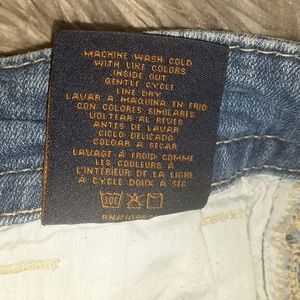 MACHINE WASH COLD
WITH LIKE COLORS
INSIDE OUT
GENTLE CYCLE
LINE DRY
LAVAR A MAQUINA EN FRIO
CON COLORES SIMILARES
VOLTEAR AL REVES
ANTES DE LAVAR
CICLO DELICADO
COLGAR A SECAR
LAVAGE À FROID COMME
LES COULEURS À
L'INTÉRIEUR DE LA LIGNE
À CYCLE DOUX À SEC